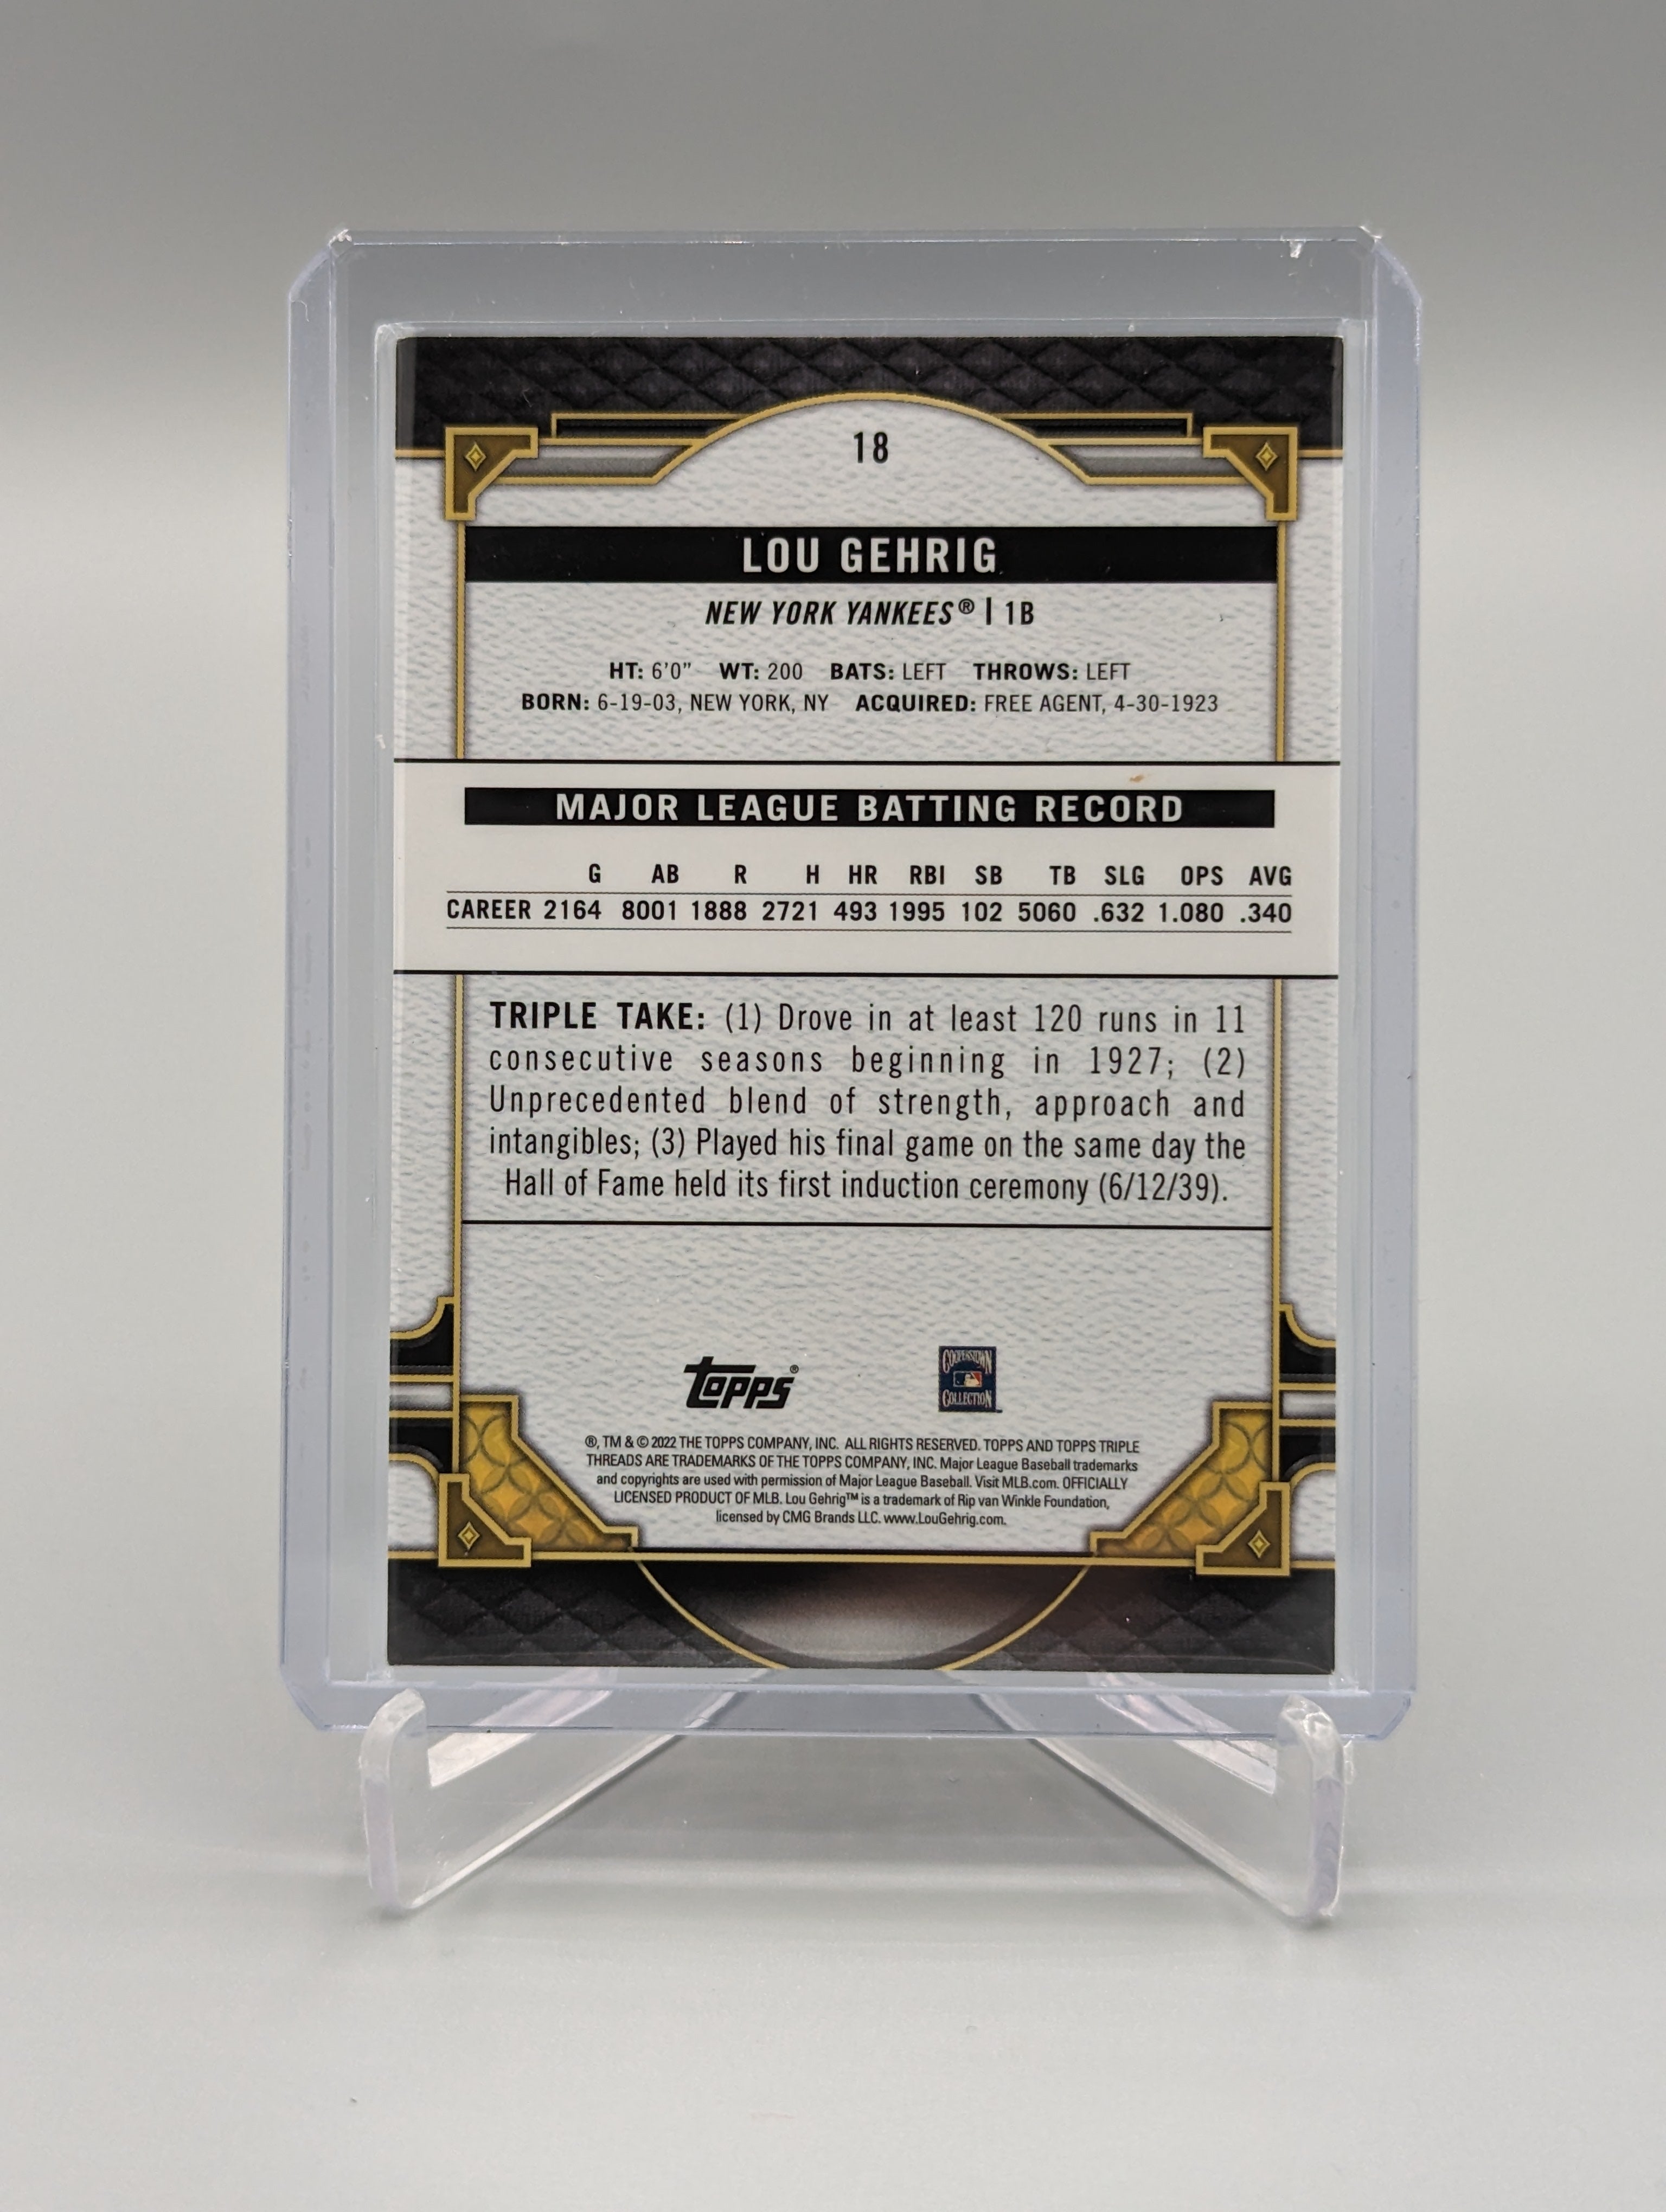 18
LOU GEHRIG
NEW YORK YANKEES® | 1B
HT: 6'0" WT: 200 BATS: LEFT THROWS: LEFT
BORN: 6-19-03, NEW YORK, NY ACQUIRED: FREE AGENT, 4-30-1923
MAJOR LEAGUE BATTING RECORD
G AB R H HR RBI SB TB SLG OPS AVG
CAREER 2164 8001 1888 2721 493 1995 102 5060 .632 1.080 .340
TRIPLE TAKE: (1) Drove in at least 120 runs in 11
consecutive seasons beginning in 1927; (2)
Unprecedented blend of strength, approach and
intangibles; (3) Played his final game on the same day the
Hall of Fame held its first induction ceremony (6/12/39).
topps®
COOPERSTOWN
COLLECTION
®, TM & © 2022 THE TOPPS COMPANY, INC. ALL RIGHTS RESERVED. TOPPS AND TOPPS TRIPLE
THREADS ARE TRADEMARKS OF THE TOPPS COMPANY, INC. Major League Baseball trademarks
and copyrights are used with permission of Major League Baseball. Visit MLB.com. OFFICIALLY
LICENSED PRODUCT OF MLB. Lou Gehrig™ is a trademark of Rip van Winkle Foundation,
licensed by CMG Brands LLC. www.LouGehrig.com.